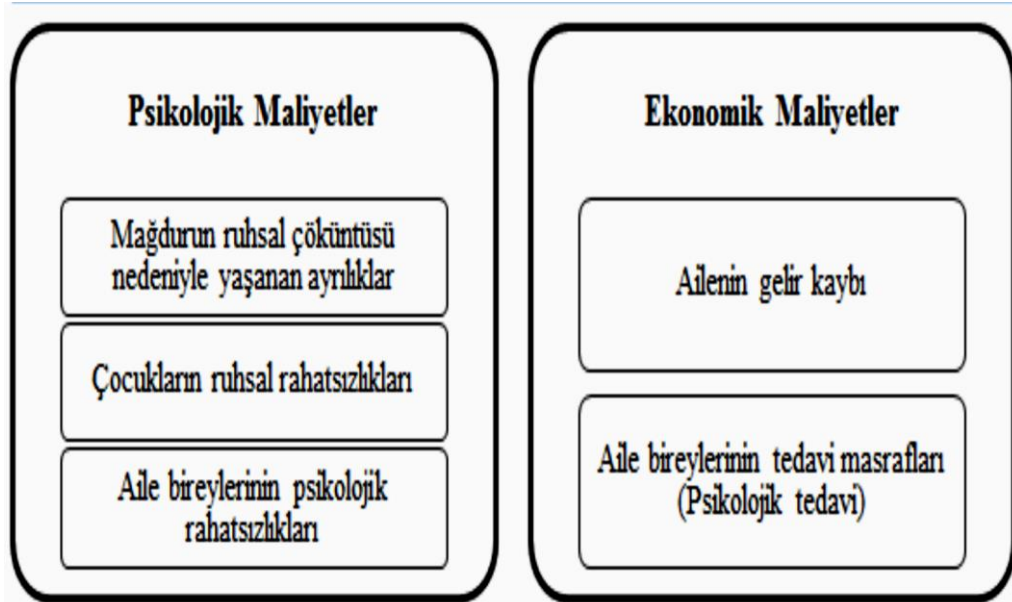 Psikolojik Maliyetler
Mağdurun ruhsal çöküntüsü
nedeniyle yaşanan ayrılıklar
Çocukların ruhsal rahatsızlıkları
Aile bireylerinin psikolojik
rahatsızlıkları
Ekonomik Maliyetler
Ailenin gelir kaybı
Aile bireylerinin tedavi masrafları
(Psikolojik tedavi)